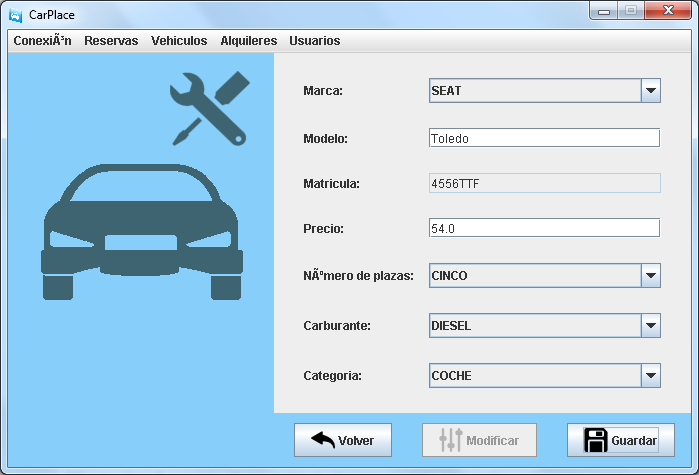 CarPlace
ConexiÃ³n Reservas Vehiculos Alquileres Usuarios
Marca: SEAT
Modelo: Toledo
Matricula: 4556TTF
Precio: 54.0
NÃºmero de plazas: CINCO
Carburante: DIESEL
Categoria: COCHE
Volver Modificar Guardar